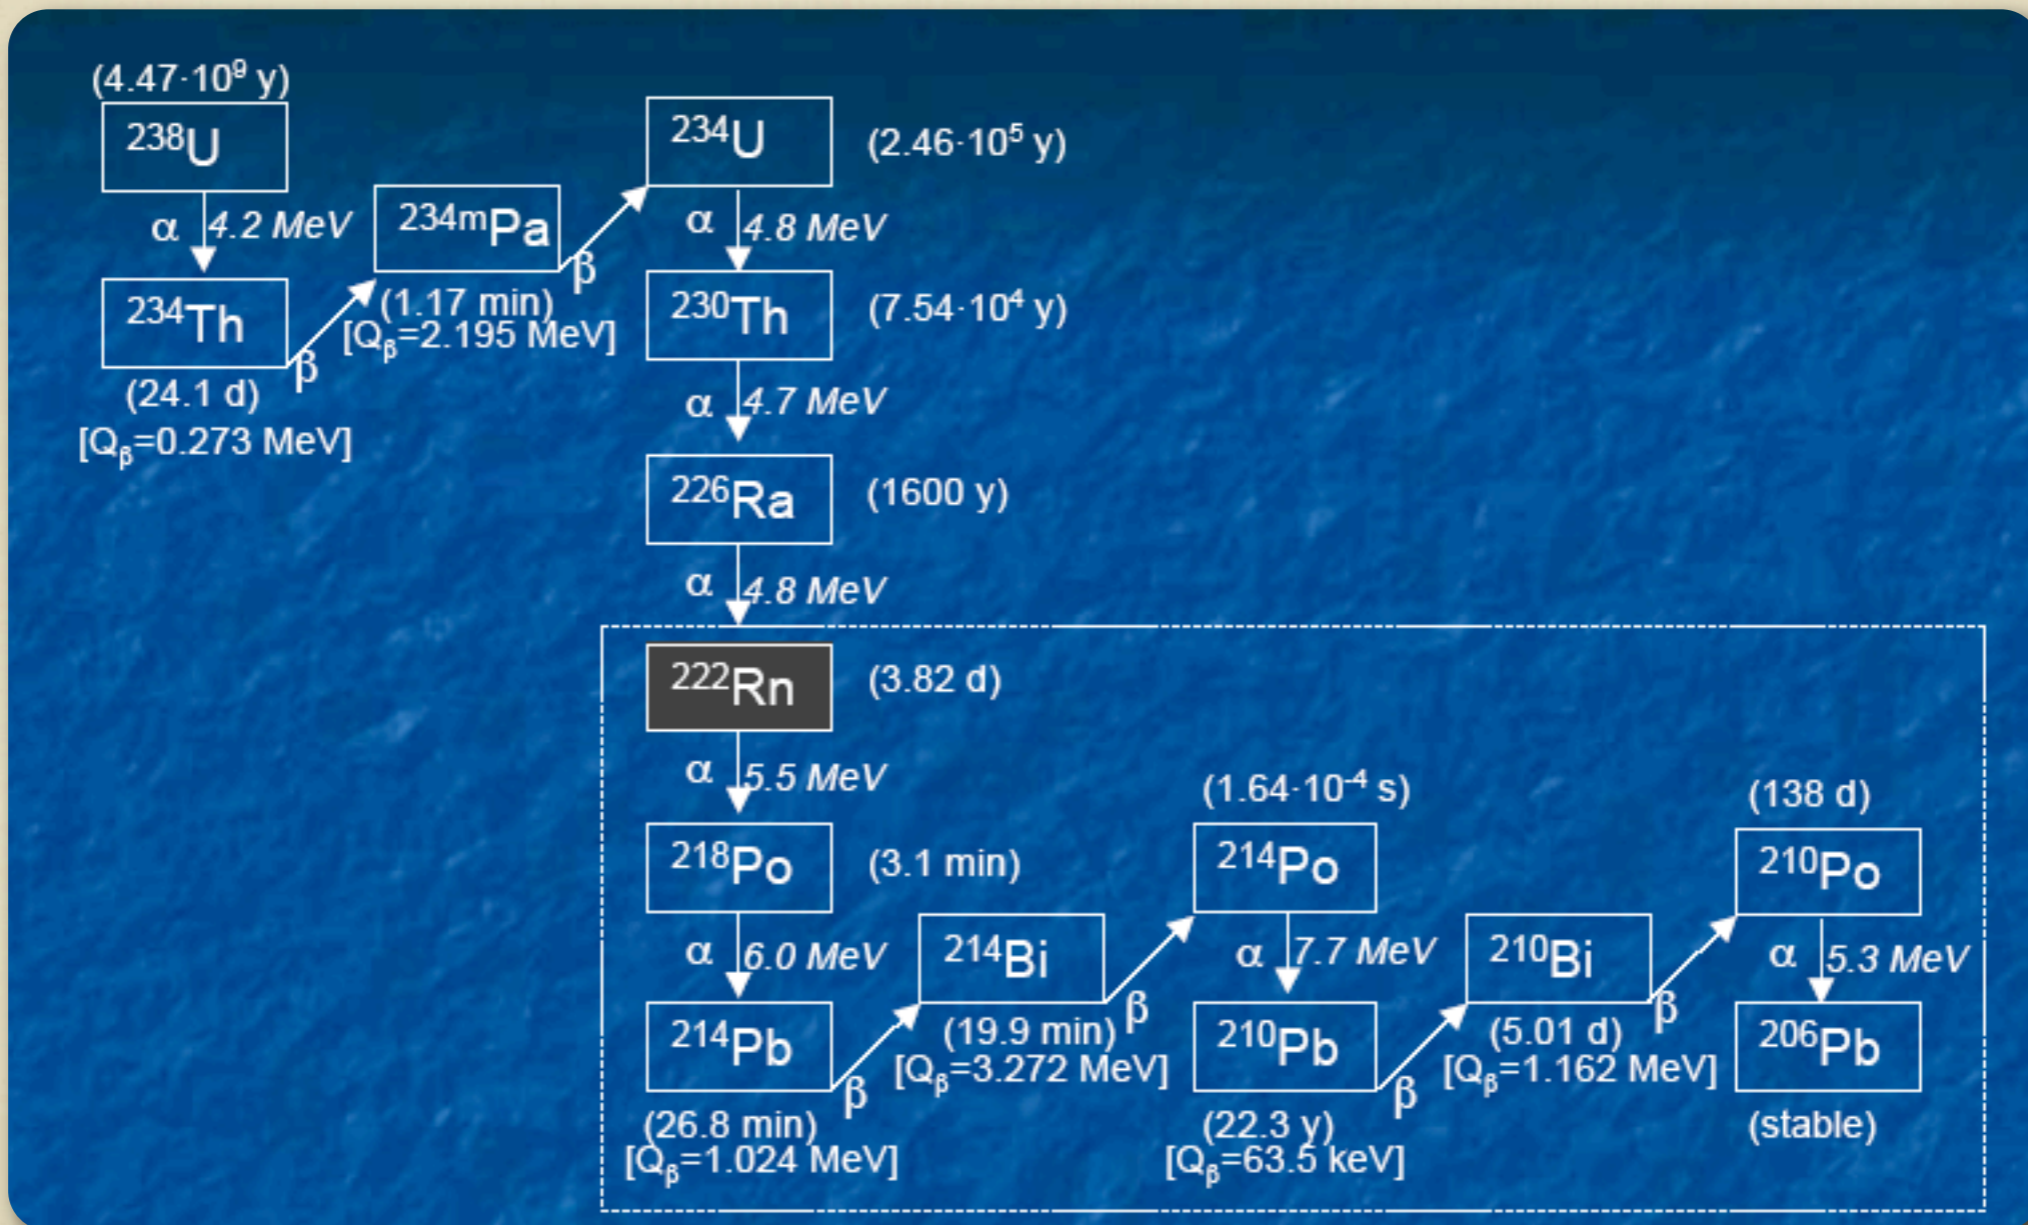 (4.47·10⁹ y)
²³⁸U
α 4.2 MeV
²³⁴Th
(24.1 d)
[Qᵦ=0.273 MeV]
β
²³⁴ᵐPa
(1.17 min)
[Qᵦ=2.195 MeV]
β
²³⁴U (2.46·10⁵ y)
α 4.8 MeV
²³⁰Th (7.54·10⁴ y)
α 4.7 MeV
²²⁶Ra (1600 y)
α 4.8 MeV
²²²Rn (3.82 d)
α 5.5 MeV
²¹⁸Po (3.1 min)
α 6.0 MeV
²¹⁴Pb
(26.8 min)
[Qᵦ=1.024 MeV]
β
²¹⁴Bi
(19.9 min)
[Qᵦ=3.272 MeV]
β
(1.64·10⁻⁴ s)
²¹⁴Po
α 7.7 MeV
²¹⁰Pb
(22.3 y)
[Qᵦ=63.5 keV]
β
²¹⁰Bi
(5.01 d)
[Qᵦ=1.162 MeV]
β
(138 d)
²¹⁰Po
α 5.3 MeV
²⁰⁶Pb
(stable)